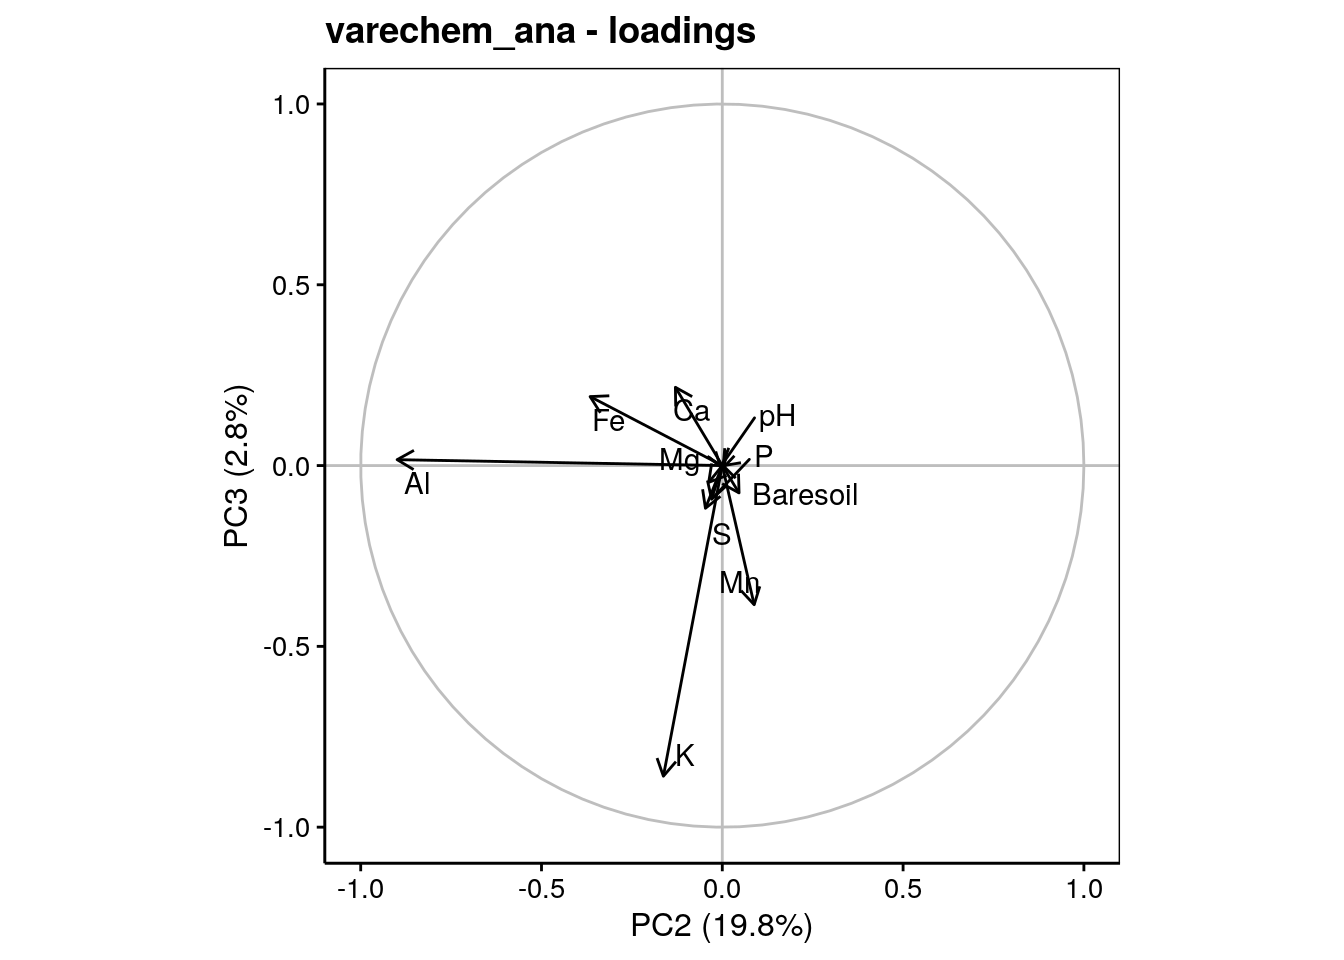 varechem_ana - loadings
1.0
0.5
0.0
-0.5
-1.0
PC3 (2.8%)
Ca
Fe
pH
Mg
P
Al
Baresoil
S
Mn
K
-1.0
-0.5
0.0
0.5
1.0
PC2 (19.8%)